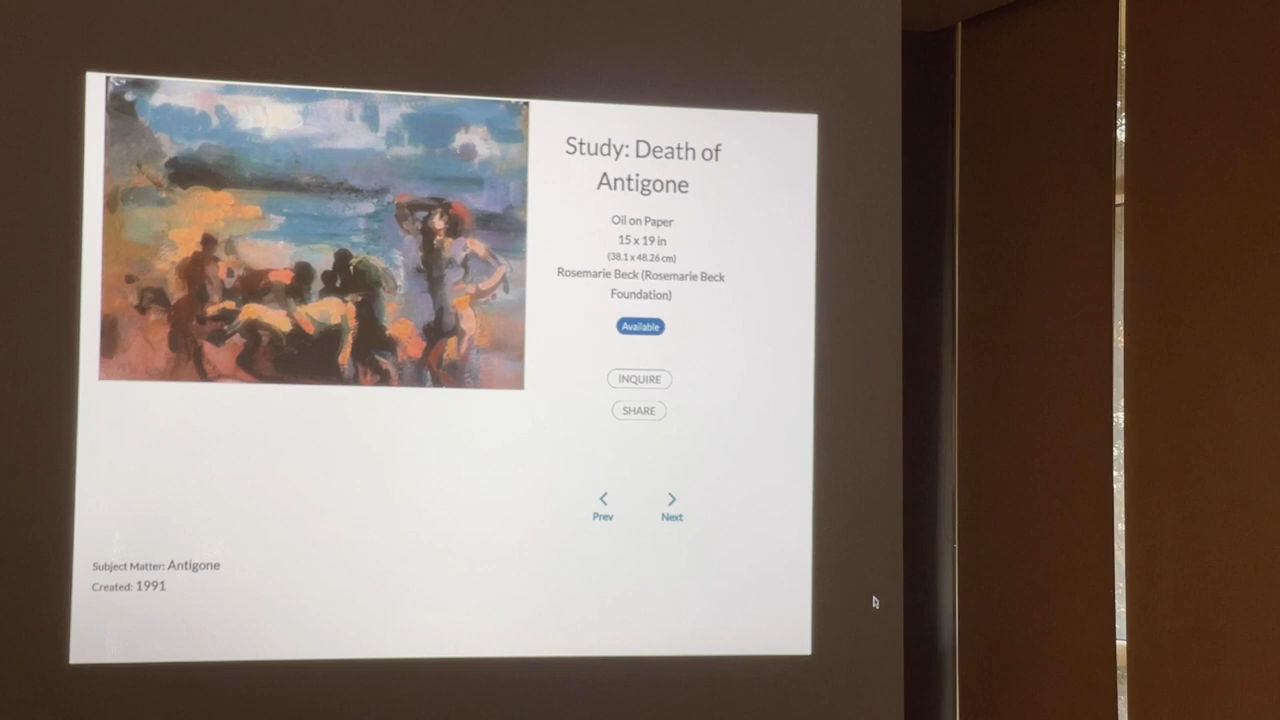 Study: Death of
Antigone
Oil on Paper
15 x 19 in
(38.1 x 48.26 cm)
Rosemarie Beck (Rosemarie Beck
Foundation)
Available
INQUIRE
SHARE
Prev
Next
Subject Matter: Antigone
Created: 1991